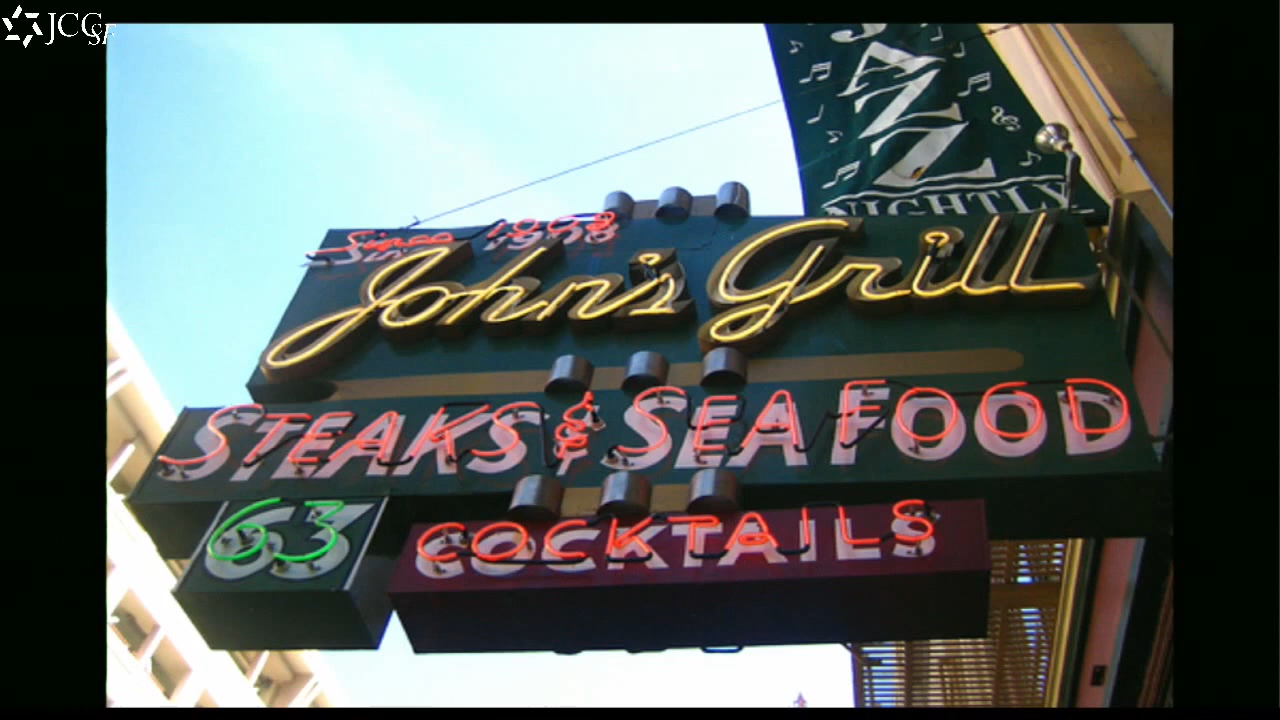 JCCSF
JAZZ
NIGHTLY
Since 1908
John's Grill
STEAKS & SEAFOOD
63
COCKTAILS